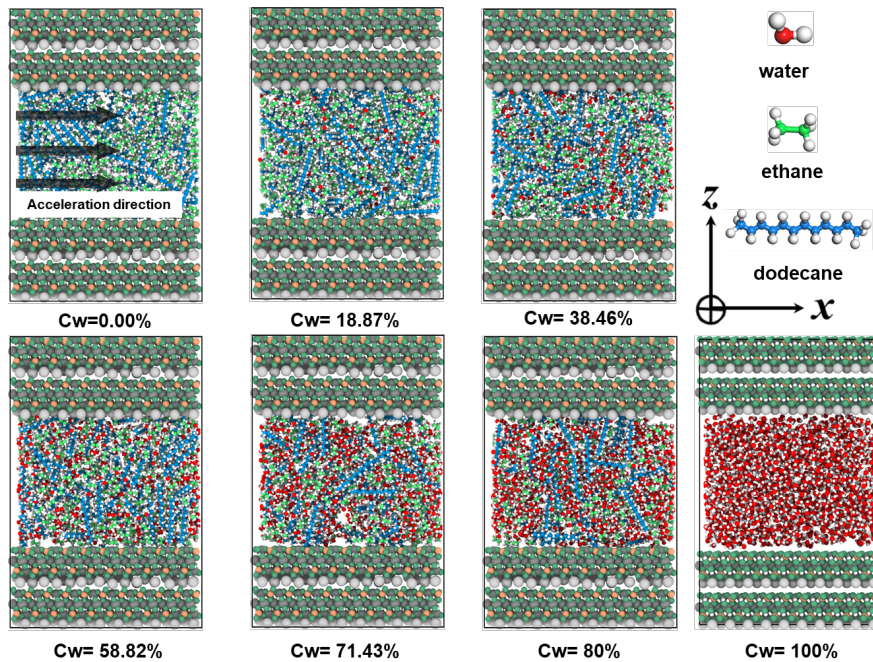 water
ethane
Acceleration direction
z
dodecane
x
Cw=0.00%
Cw= 18.87%
Cw= 38.46%
Cw= 58.82%
Cw= 71.43%
Cw= 80%
Cw= 100%